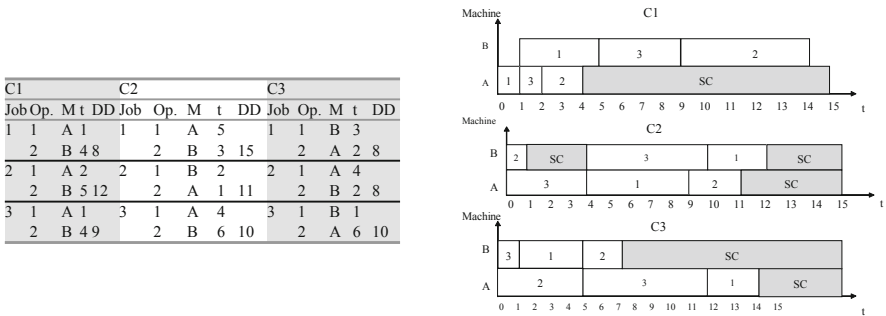 C1 C2 C3
Job Op. M t DD Job Op. M t DD Job Op. M t DD
1 1 A 1 1 1 A 5 1 1 B 3
2 B 4 8 2 B 3 15 2 A 2 8
2 1 A 2 2 1 B 2 2 1 A 4
2 B 5 12 2 A 1 11 2 B 2 8
3 1 A 1 3 1 A 4 3 1 B 1
2 B 4 9 2 B 6 10 2 A 6 10
Machine C1
B 1 3 2
A 1 3 2 SC
0 1 2 3 4 5 6 7 8 9 10 11 12 13 14 15 t
Machine C2
B 2 SC 3 1 SC
A 3 1 2 SC
0 1 2 3 4 5 6 7 8 9 10 11 12 13 14 15 t
Machine C3
B 3 1 2 SC
A 2 3 1 SC
0 1 2 3 4 5 6 7 8 9 10 11 12 13 14 15 t